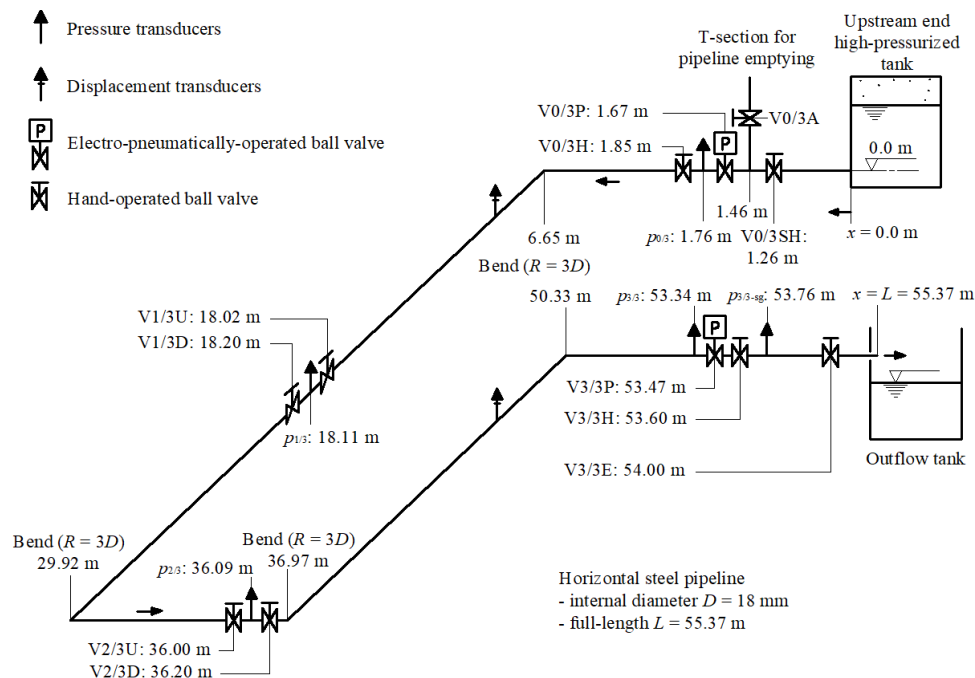 Pressure transducers
Displacement transducers
P
Electro-pneumatically-operated ball valve
Hand-operated ball valve
T-section for
pipeline emptying
Upstream end
high-pressurized
tank
V0/3P: 1.67 m
V0/3H: 1.85 m
P
V0/3A
0.0 m
1.46 m
6.65 m
Bend (R = 3D)
p0/3: 1.76 m
V0/3SH:
1.26 m
x = 0.0 m
50.33 m
p3/3: 53.34 m
p3/3-sg: 53.76 m
x = L = 55.37 m
V1/3U: 18.02 m
V1/3D: 18.20 m
P
p1/3: 18.11 m
V3/3P: 53.47 m
V3/3H: 53.60 m
V3/3E: 54.00 m
Outflow tank
Bend (R = 3D)
29.92 m
p2/3: 36.09 m
Bend (R = 3D)
36.97 m
V2/3U: 36.00 m
V2/3D: 36.20 m
Horizontal steel pipeline
- internal diameter D = 18 mm
- full-length L = 55.37 m